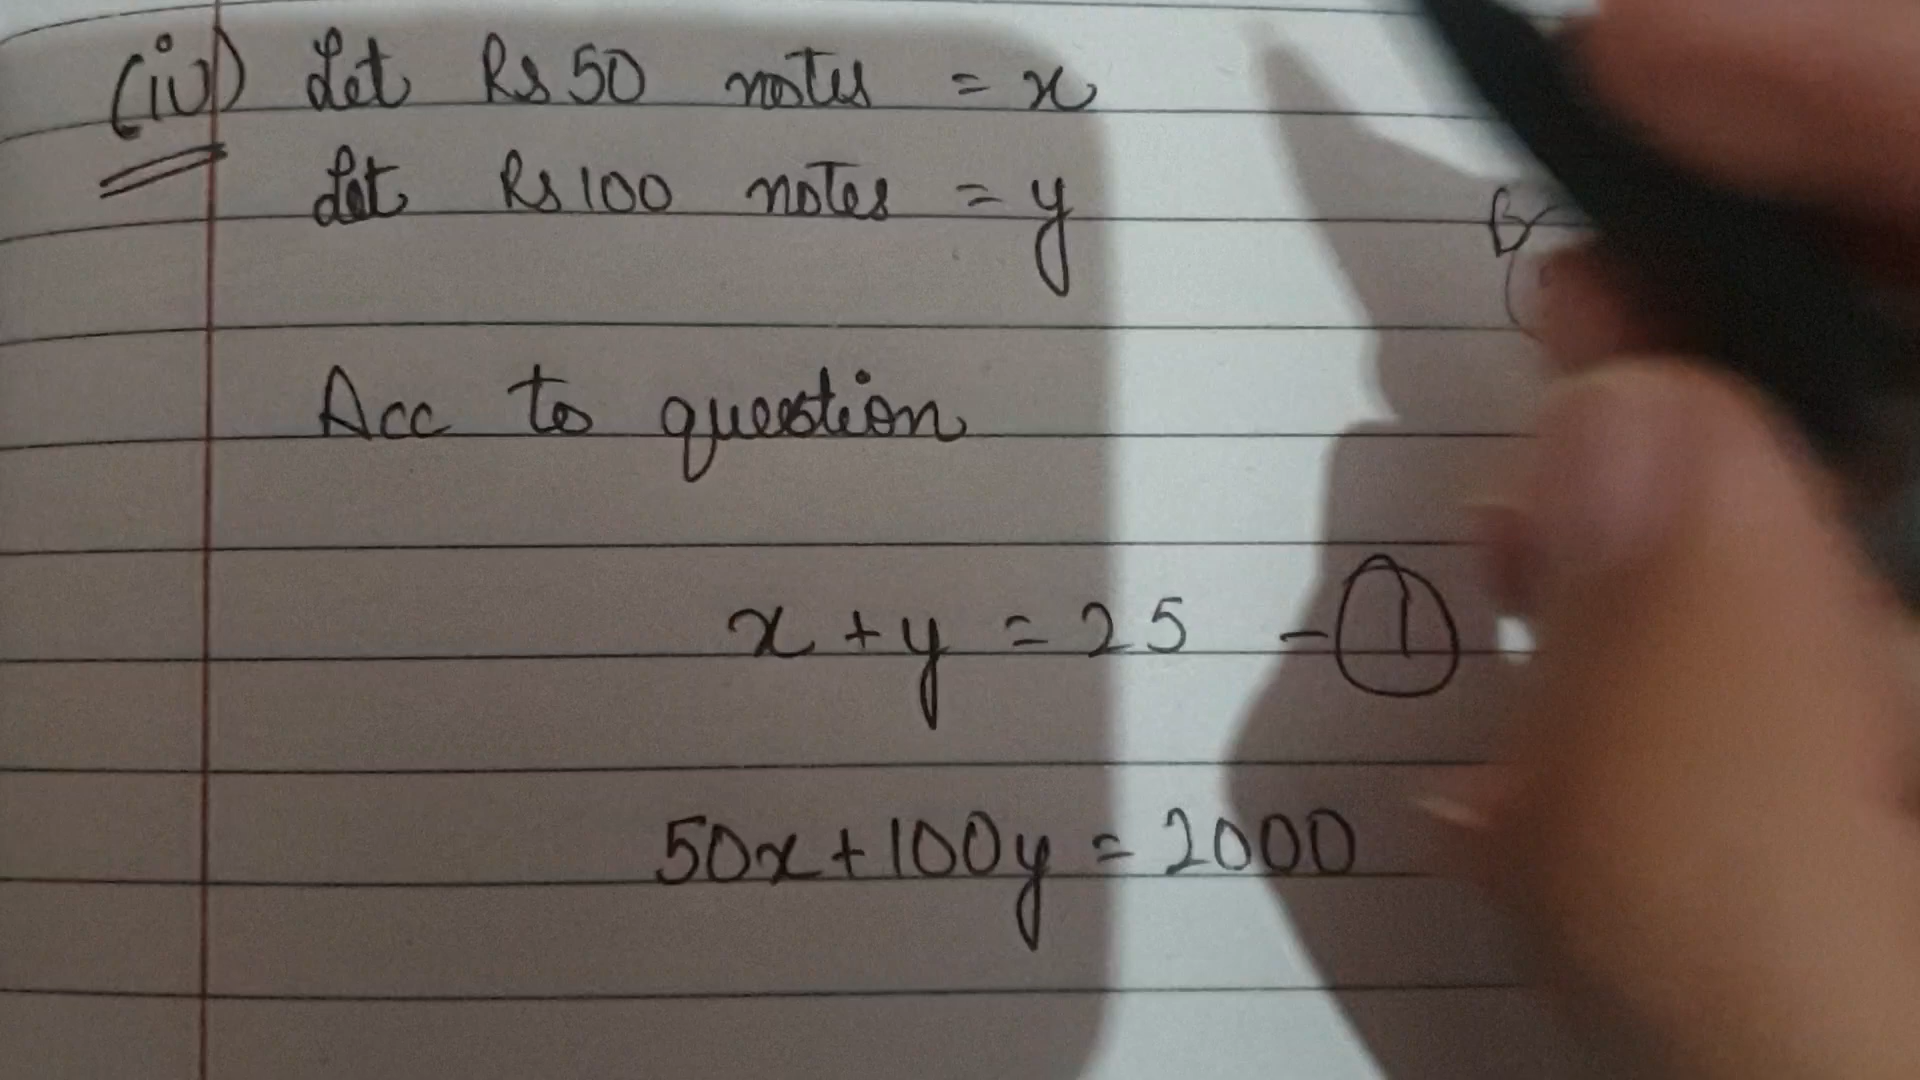 (iv) Let Rs 50 notes = x
Let Rs 100 notes = y
Acc to question
x + y = 25 - 1
50x + 100y = 2000